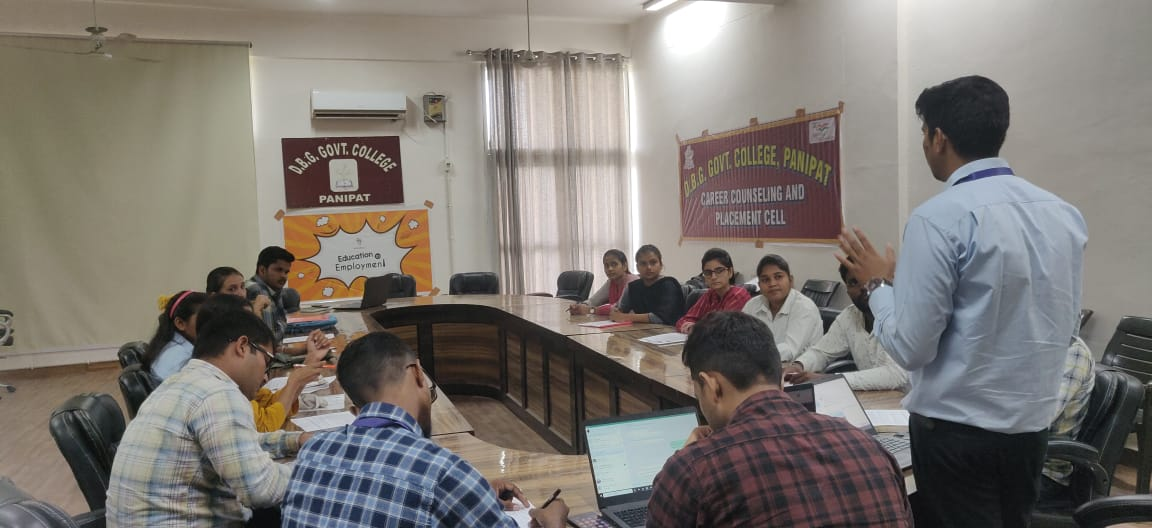 D.B.G. GOVT. COLLEGE
PANIPAT
Education @
Employment
D.B.G. GOVT. COLLEGE, PANIPAT
CAREER COUNSELING AND
PLACEMENT CELL